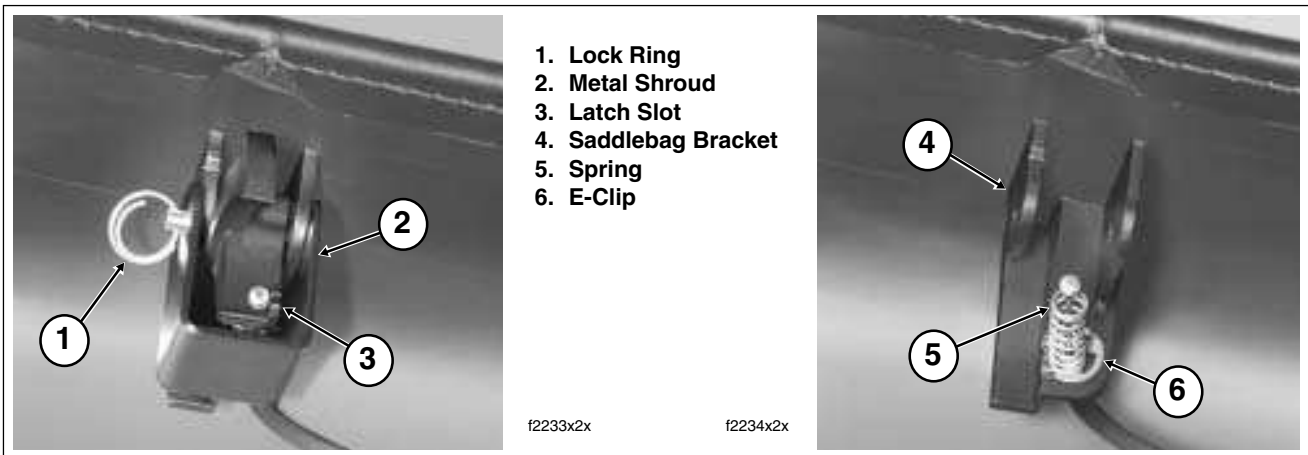 1. Lock Ring
2. Metal Shroud
3. Latch Slot
4. Saddlebag Bracket
5. Spring
6. E-Clip
1
2
3
f2233x2x
f2234x2x
4
5
6